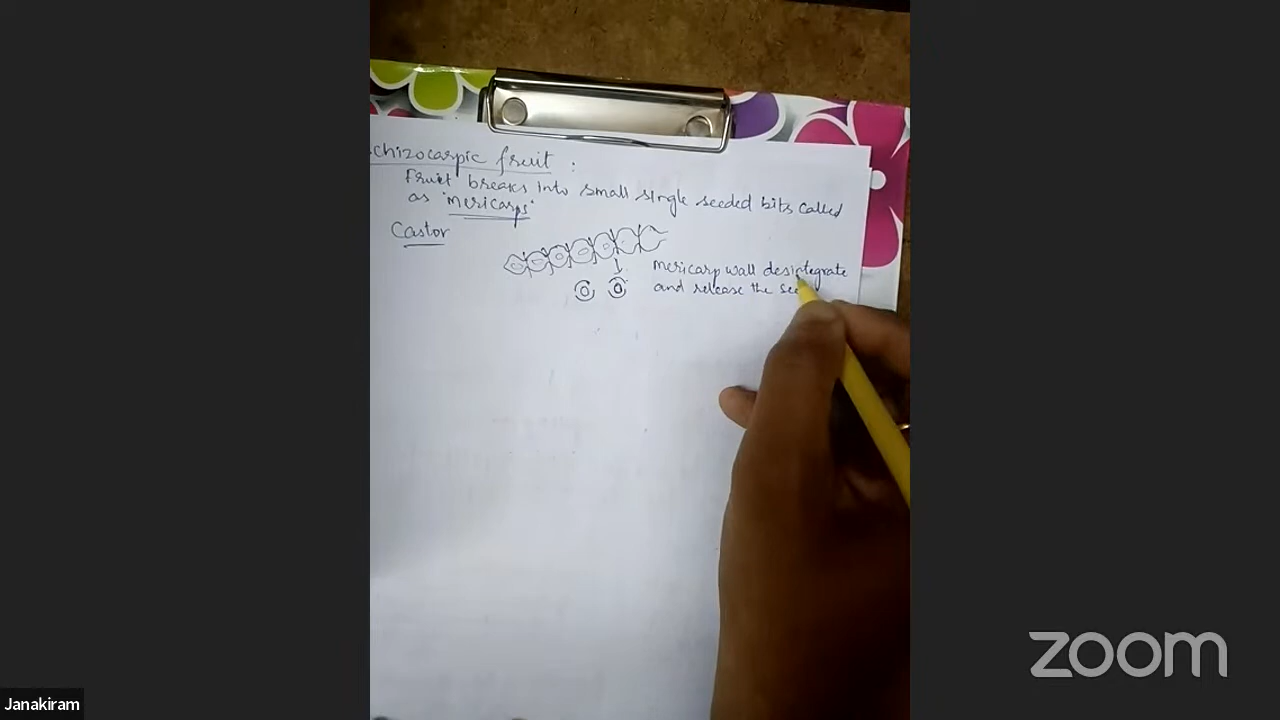 chizocarpic fruit :
Fruit breaks into small single seeded bits called
as 'mericarps'
Castor
Mericarp wall desintegrate
and release the see
zoom
Janakiram